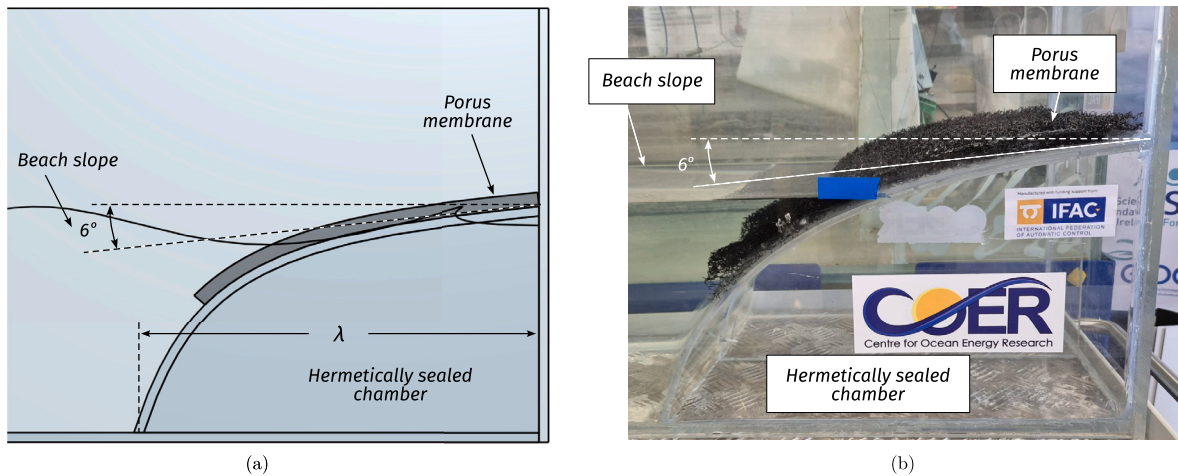 Porus
membrane
Beach slope
6°
λ
Hermetically sealed
chamber
(a)
Beach slope
Porus
membrane
6°
Manufactured with funding support from:
IFAC
INTERNATIONAL FEDERATION
OF AUTOMATIC CONTROL
COER
Centre for Ocean Energy Research
Hermetically sealed
chamber
(b)